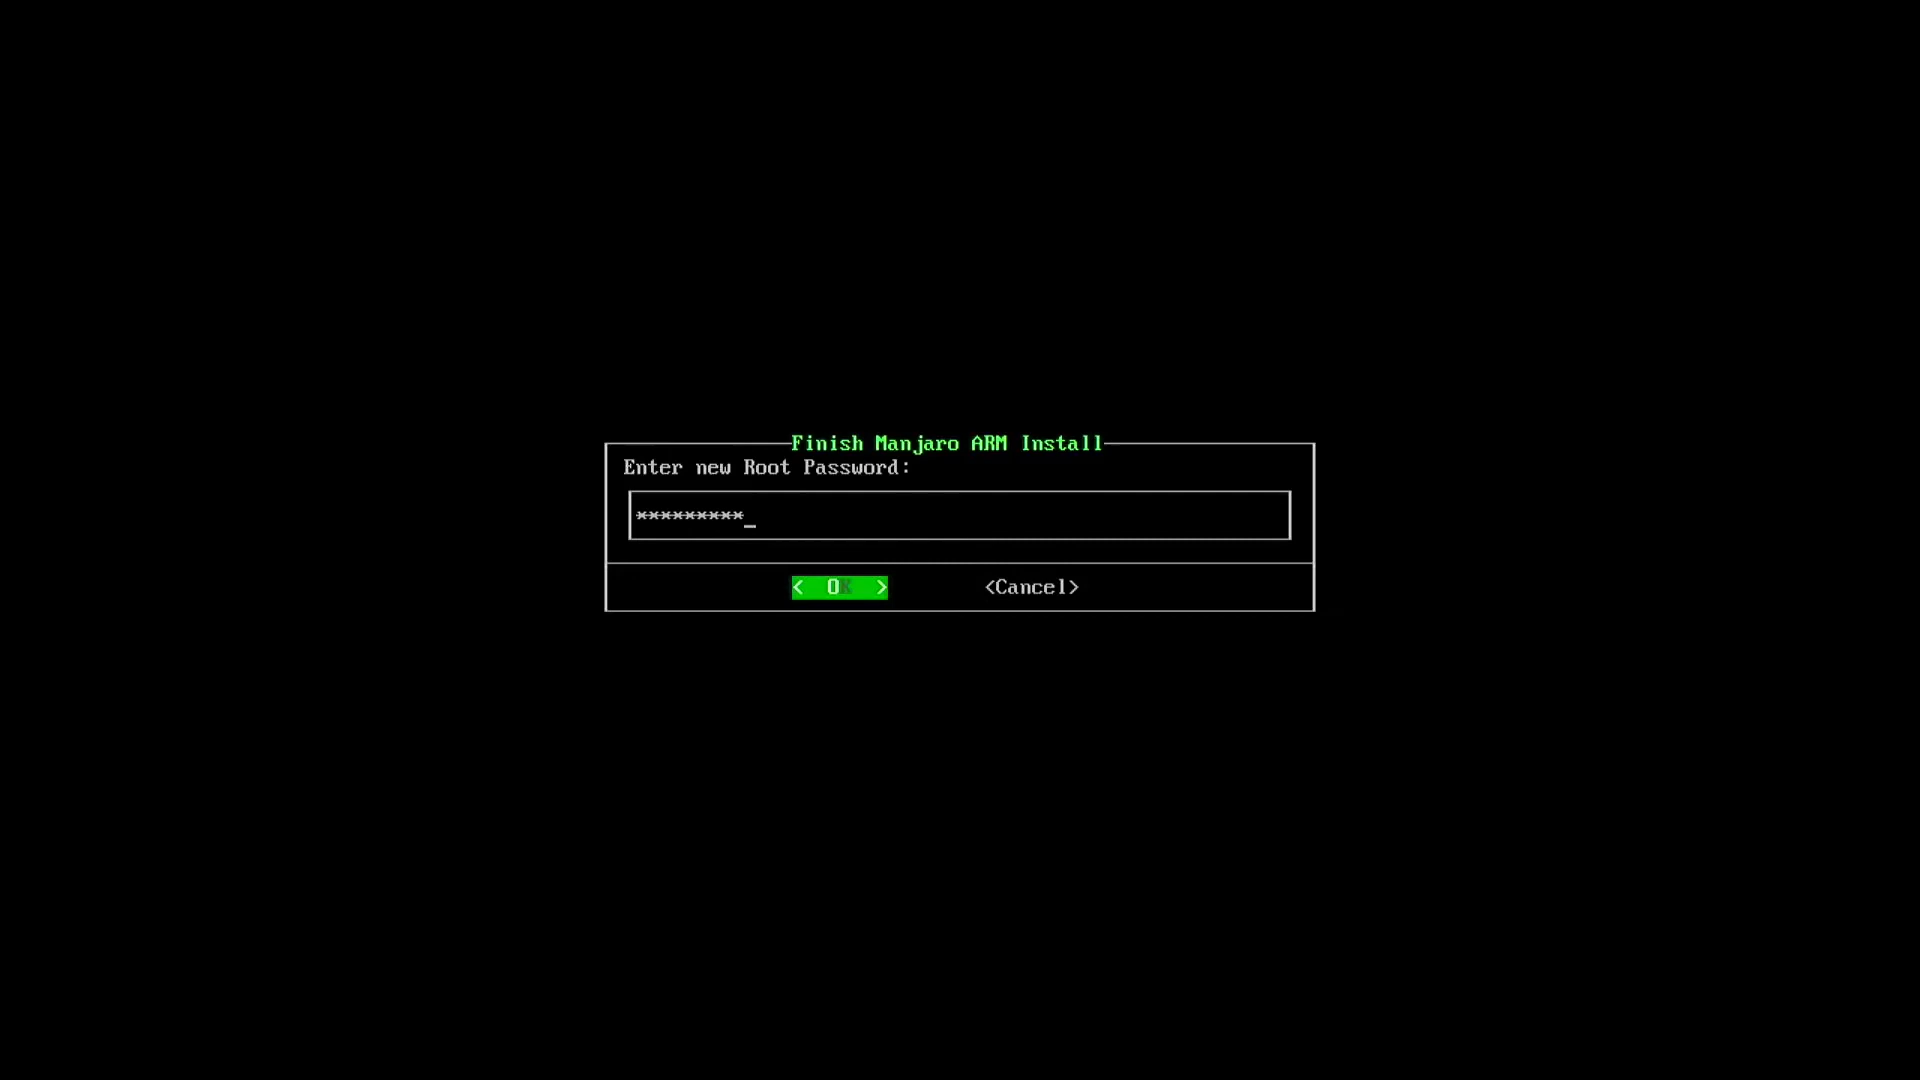 Finish Manjaro ARM Install
Enter new Root Password:
*********_
< OK > <Cancel>